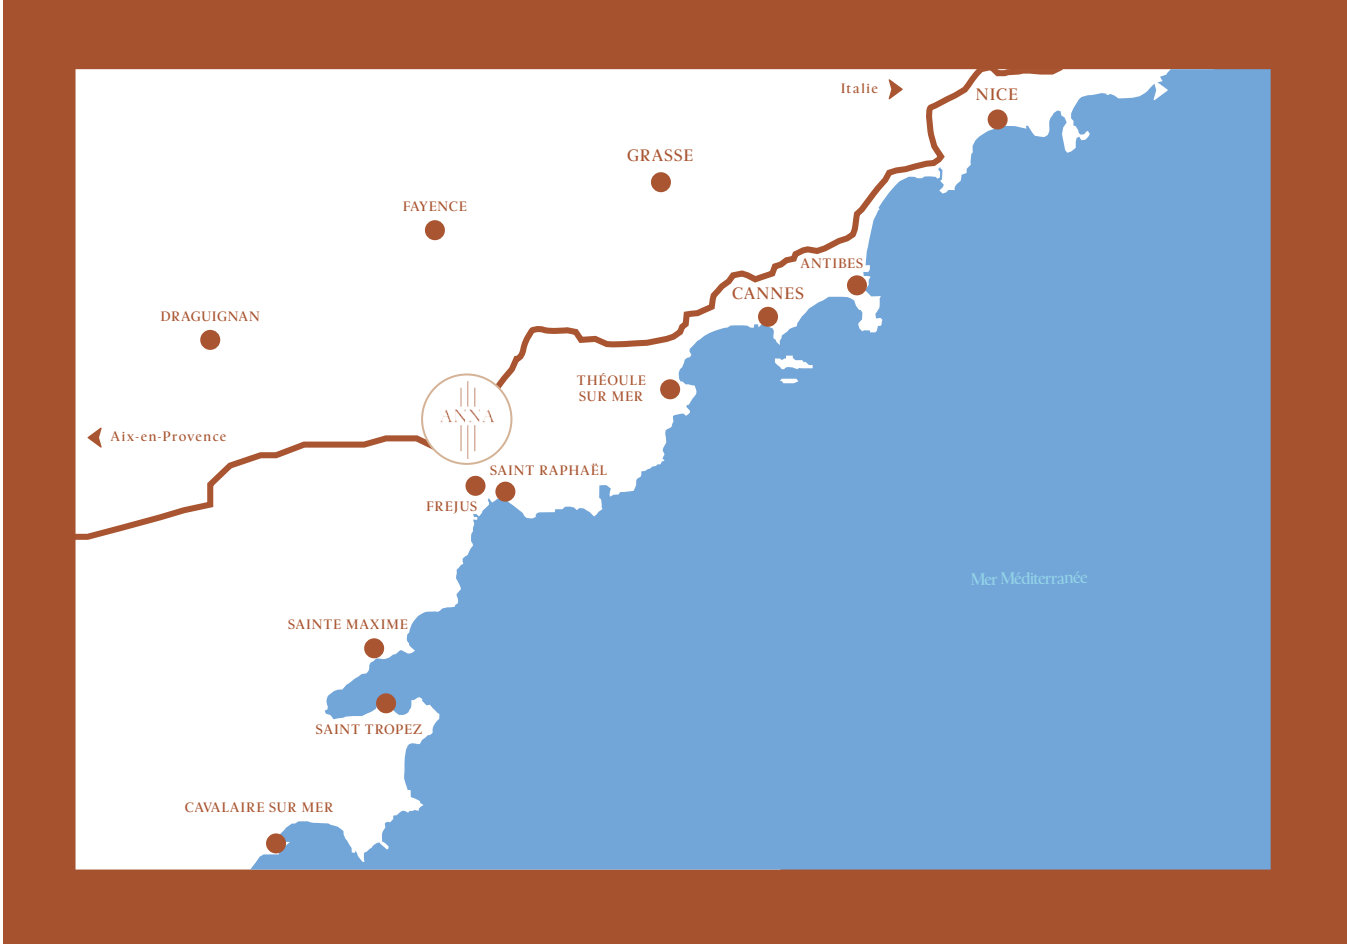 Italie
NICE
GRASSE
FAYENCE
ANTIBES
CANNES
DRAGUIGNAN
THÉOULE
SUR MER
ANNA
Aix-en-Provence
SAINT RAPHAËL
FREJUS
Mer Méditerranée
SAINTE MAXIME
SAINT TROPEZ
CAVALAIRE SUR MER